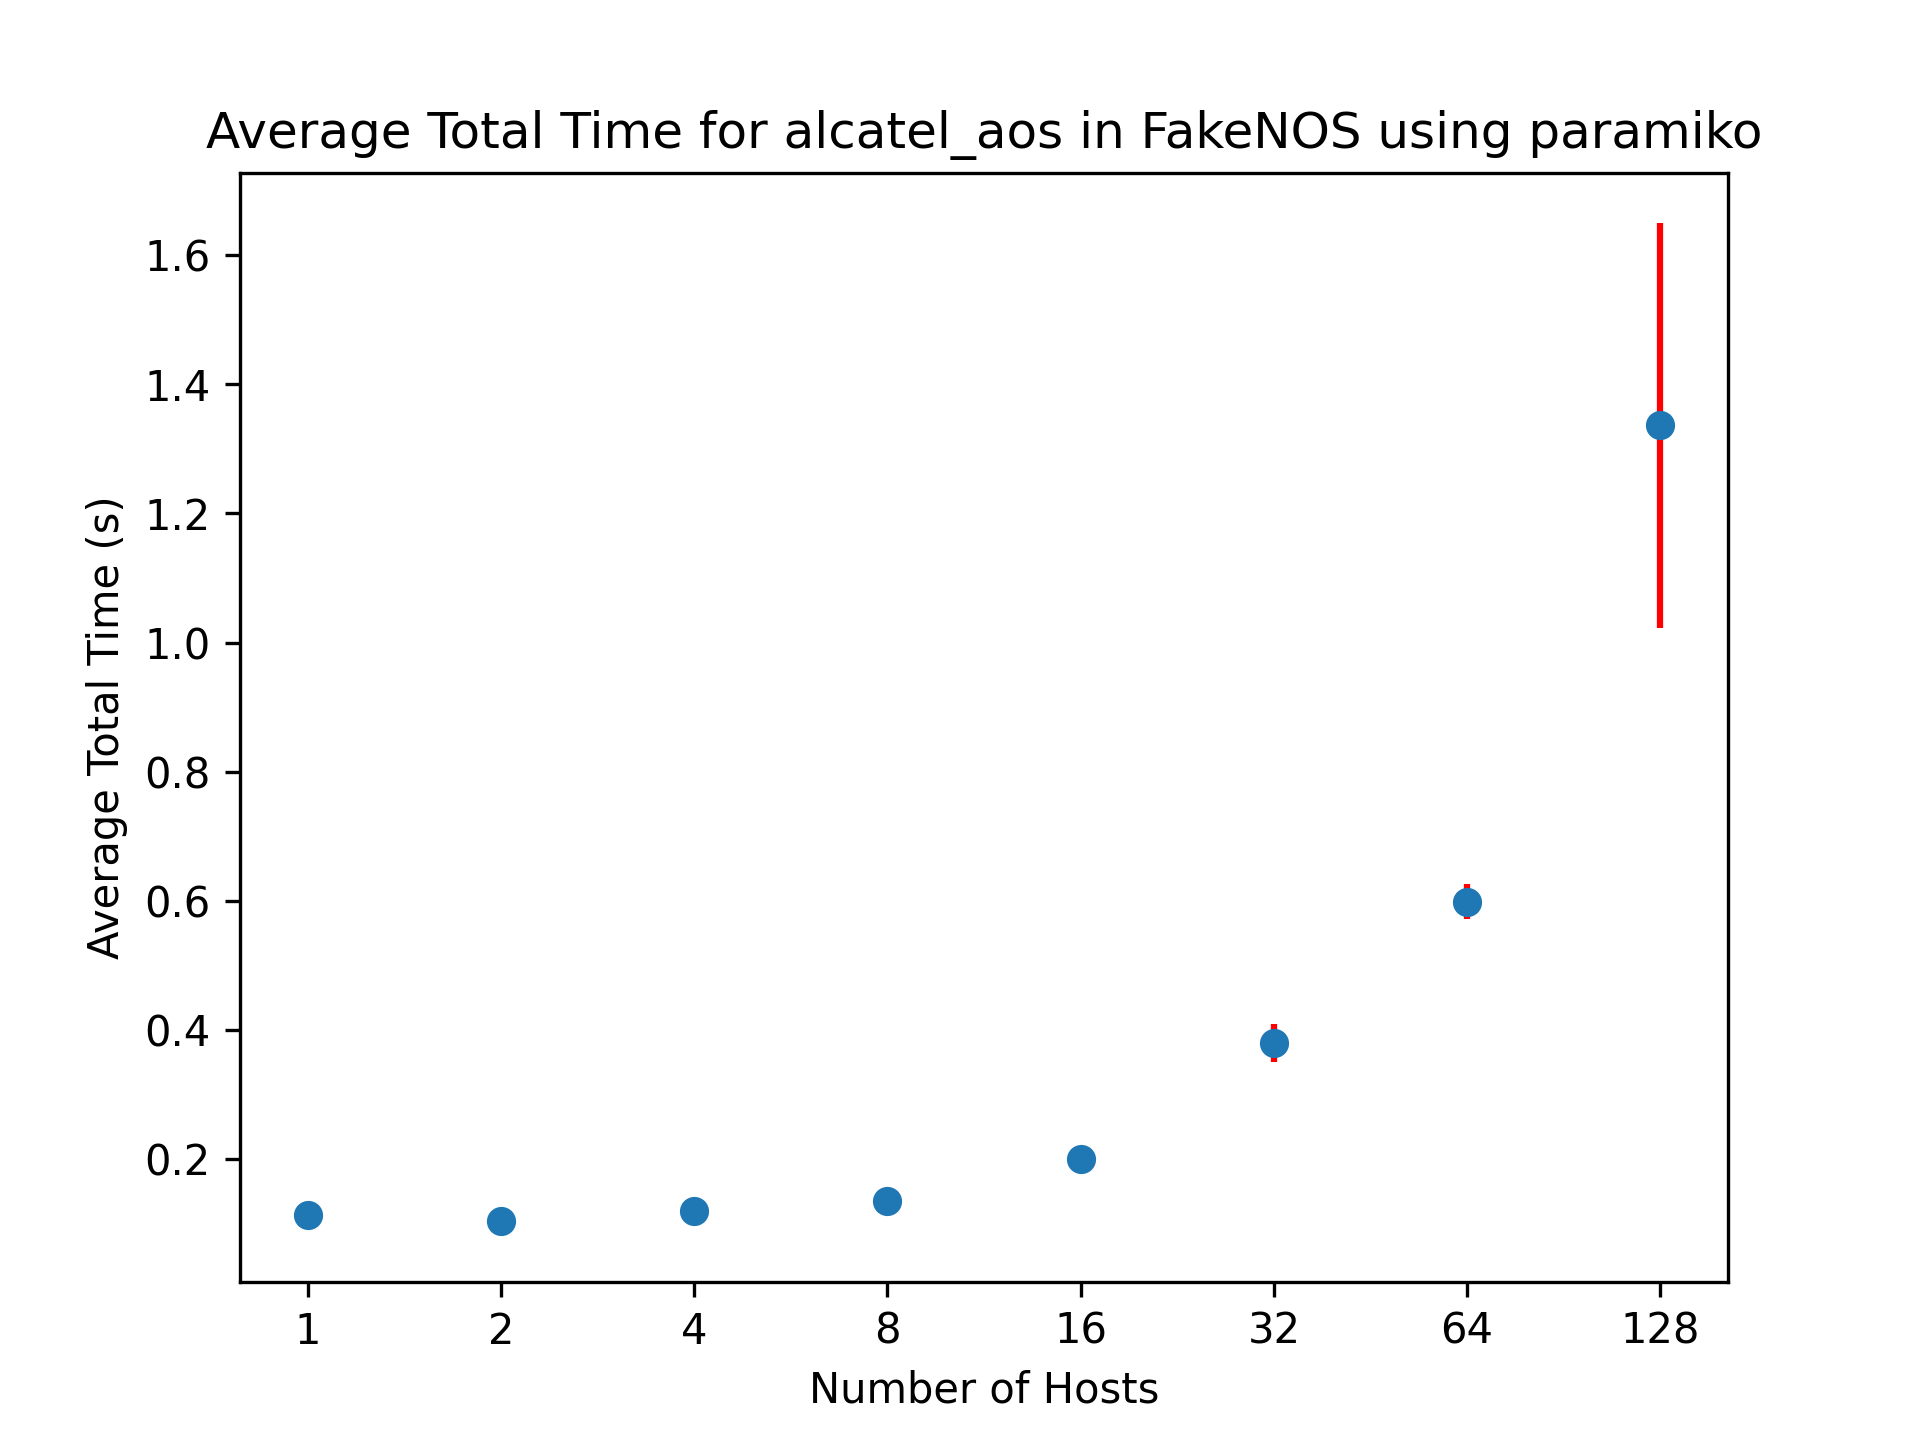 Average Total Time for alcatel_aos in FakeNOS using paramiko
Average Total Time (s)
1.6
1.4
1.2
1.0
0.8
0.6
0.4
0.2
1 2 4 8 16 32 64 128
Number of Hosts